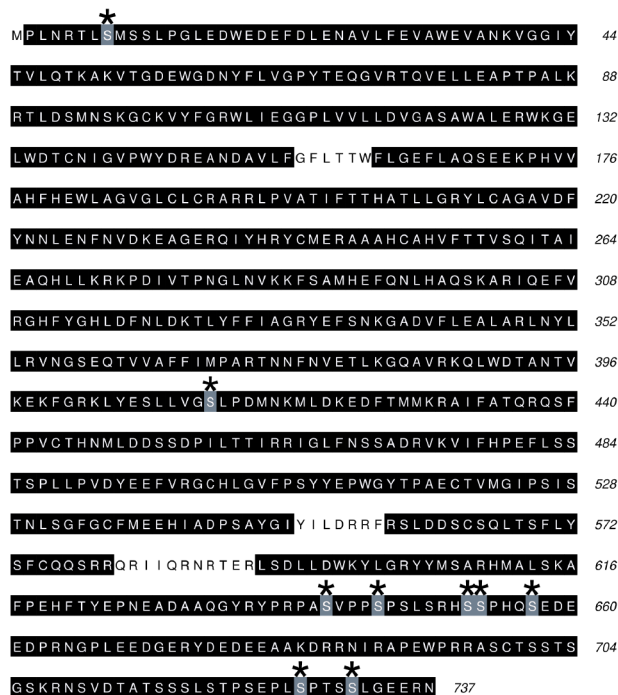 *
MPLNRTLSMSSLPGLEDWEDEFDLENAVLFEVAWEVANKVGGIY 44
TVLQTKAKVTGDEWGDNYFLVGPYTEQGVRTQVELLEAPTPALK 88
RTLDSMNSKGCKVYFGRWLIEGGPLVVLLDVGASAWALERWKGE 132
LWDTCNIGVPWYDREANDAVLFGFLTTWFLGEFLAQSEEKPHVV 176
AHFHEWLAGVGLCLCRARRLPVATIFTTHATLLGRYLCAGAVDF 220
YNNLENFNVDKEAGERQIYHRYCMERAAAHCAHVFTTVSQITAI 264
EAQHLLKRKPDIVTPNGLNVKKFSAMHEFQNLHAQSKARIQEFV 308
RGHFYGHLDFNLDKTLYFFIAGRYEFSNKGADVFLEALARLNYL 352
LRVNGSEQTVVAFFIMPARTNNFNVETLKGQAVRKQLWDTANTV 396
*
KEKFGRKLYESLLVGSLPDMNKMLDKEDFTMMKRAIFATQRQSF 440
PPVCTHNMLDDSSDPILTTIRRIGLFNSSADRVKVIFHPEFLSS 484
TSPLLPVDYEEFVRGCHLGVFPSYYEPWGYTPAECTVMGIPSIS 528
TNLSGFGCFMEEHIADPSAYGIYILDRRFRSLDDSCSQLTSFLY 572
SFCQQSRRQRIIQRNRTERLSDLLDWKYLGRYYMSARHMALSKA 616
* * * * *
FPEHFTYEPNEADAAQGYRYPRPASVPPSPSLSRHSSPHQSEDE 660
EDPRNGPLEEDGERYDEDEEAAKDRRNIRAPEWPRRASCTSSTS 704
* *
GSKRNSVDTATSSSLSTPSEPLSPTSSLGEERN 737